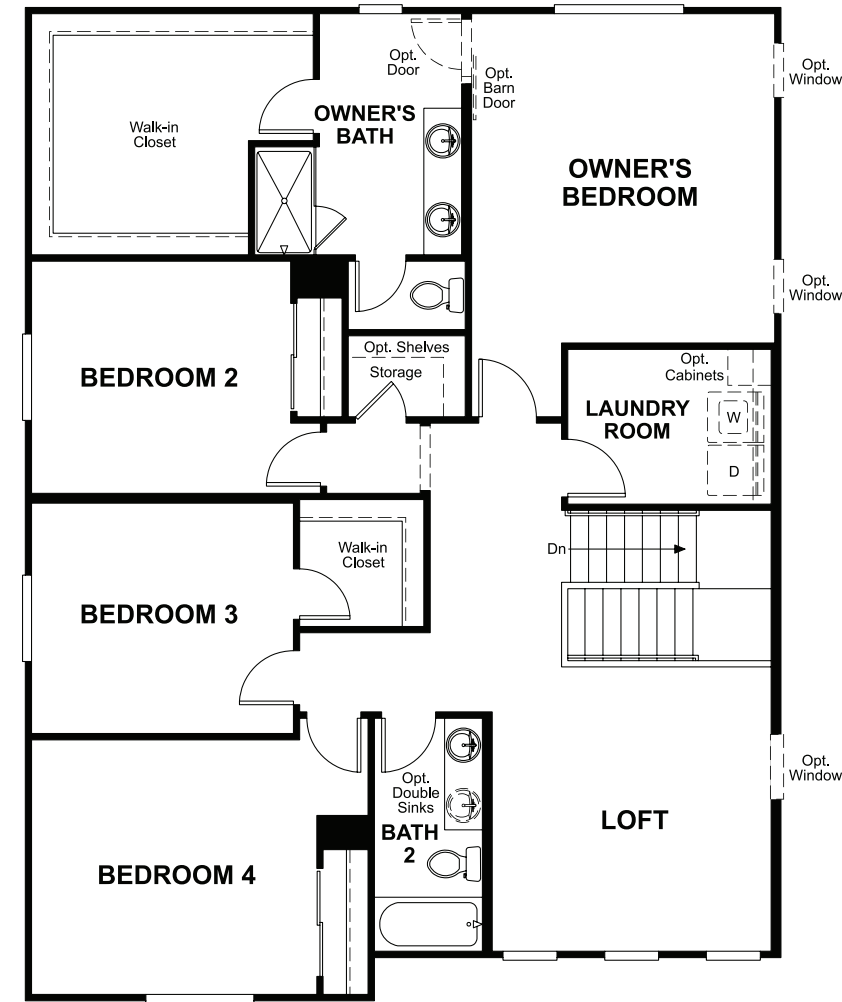 Opt.
Door
Opt.
Barn
Door
Opt.
Window
OWNER'S
BATH
Walk-in
Closet
OWNER'S
BEDROOM
Opt.
Window
Opt. Shelves
Storage
BEDROOM 2
Opt.
Cabinets
LAUNDRY
ROOM
W
D
Walk-in
Closet
Dn
BEDROOM 3
Opt.
Window
Opt.
Double
Sinks
BATH
2
LOFT
BEDROOM 4